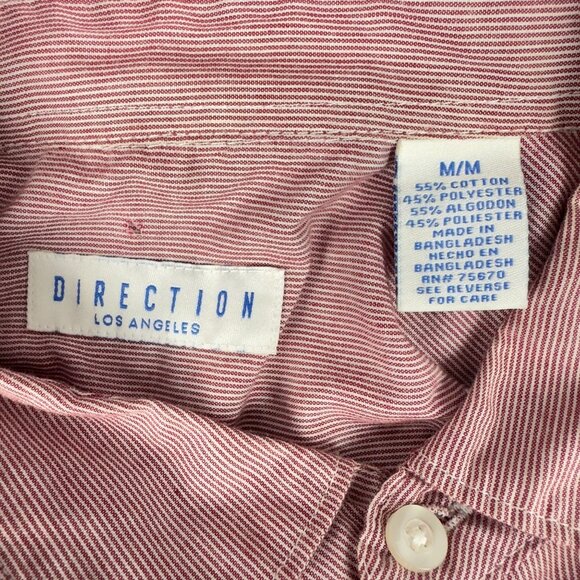 DIRECTION
LOS ANGELES
M/M
55% COTTON
45% POLYESTER
55% ALGODON
45% POLIESTER
MADE IN
BANGLADESH
HECHO EN
BANGLADESH
RN# 75670
SEE REVERSE
FOR CARE